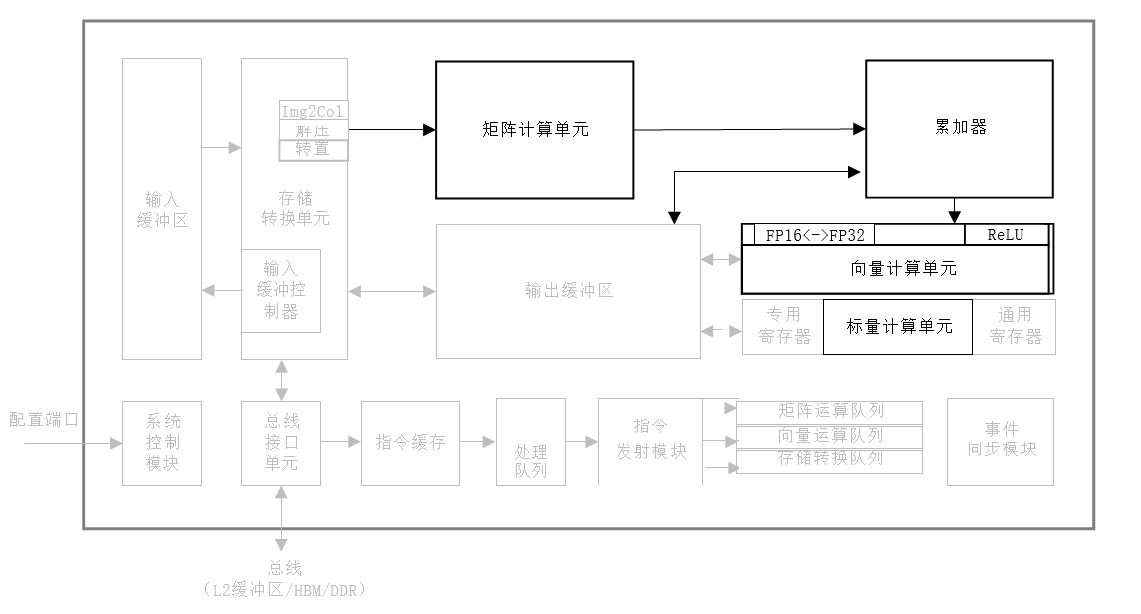 Img2Col
解压
转置
矩阵计算单元
累加器
输入
缓冲区
存储
转换单元
输入
缓冲控
制器
输出缓冲区
FP16<->FP32
ReLU
向量计算单元
专用
寄存器
标量计算单元
通用
寄存器
配置端口
系统
控制
模块
总线
接口
单元
指令缓存
处理
队列
指令
发射模块
矩阵运算队列
向量运算队列
存储转换队列
事件
同步模块
总线
（L2缓冲区/HBM/DDR）